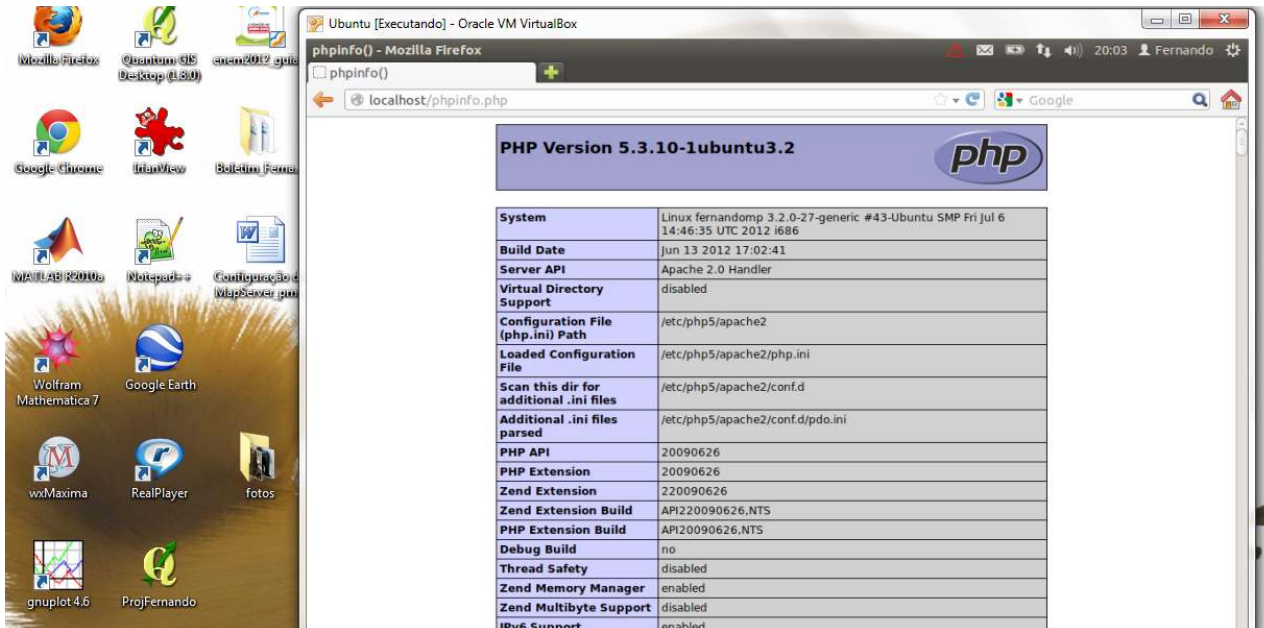 Mozilla Firefox
Quantum GIS
Desktop (1.8.0)
enem2012_guia
Google Chrome
IrfanView
Boletim_Ferna
MATLAB R2010a
Notepad++
Configuração d
MapServer_pm
Wolfram
Mathematica 7
Google Earth
wxMaxima
RealPlayer
fotos
gnuplot 4.6
ProjFernando
Ubuntu [Executando] - Oracle VM VirtualBox
phpinfo() - Mozilla Firefox
20:03 Fernando
phpinfo()
localhost/phpinfo.php
Google
PHP Version 5.3.10-1ubuntu3.2
php
System Linux fernandomp 3.2.0-27-generic #43-Ubuntu SMP Fri Jul 6
14:46:35 UTC 2012 i686
Build Date Jun 13 2012 17:02:41
Server API Apache 2.0 Handler
Virtual Directory disabled
Support
Configuration File /etc/php5/apache2
(php.ini) Path
Loaded Configuration /etc/php5/apache2/php.ini
File
Scan this dir for /etc/php5/apache2/conf.d
additional .ini files
Additional .ini files /etc/php5/apache2/conf.d/pdo.ini
parsed
PHP API 20090626
PHP Extension 20090626
Zend Extension 220090626
Zend Extension Build API220090626,NTS
PHP Extension Build API20090626,NTS
Debug Build no
Thread Safety disabled
Zend Memory Manager enabled
Zend Multibyte Support disabled
IPv6 Support enabled